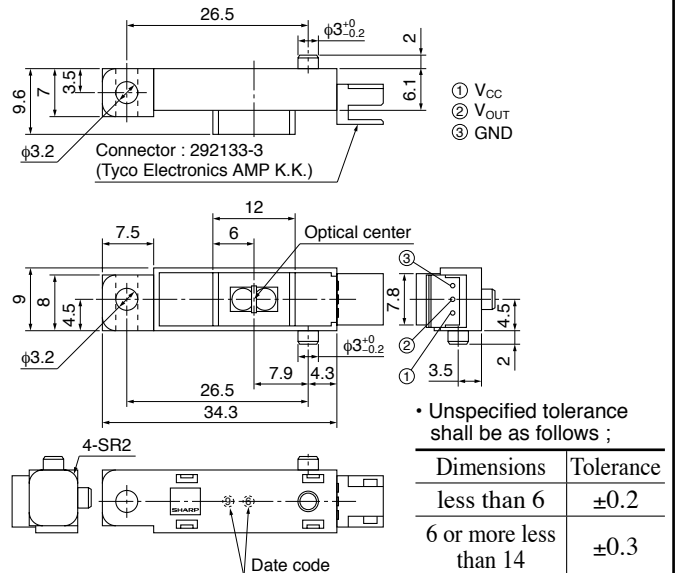 26.5
φ3+0 -0.2
2
9.6
7
3.5
6.1
① VCC
② VOUT
③ GND
φ3.2
Connector : 292133-3
(Tyco Electronics AMP K.K.)
12
7.5
6
Optical center
③
9
8
4.5
7.8
4.5
②
φ3.2
φ3+0 -0.2
①
3.5
2
7.9
4.3
26.5
34.3
• Unspecified tolerance
shall be as follows ;
4-SR2
Dimensions Tolerance
less than 6 ±0.2
6 or more less
than 14 ±0.3
SHARP
9 6
Date code